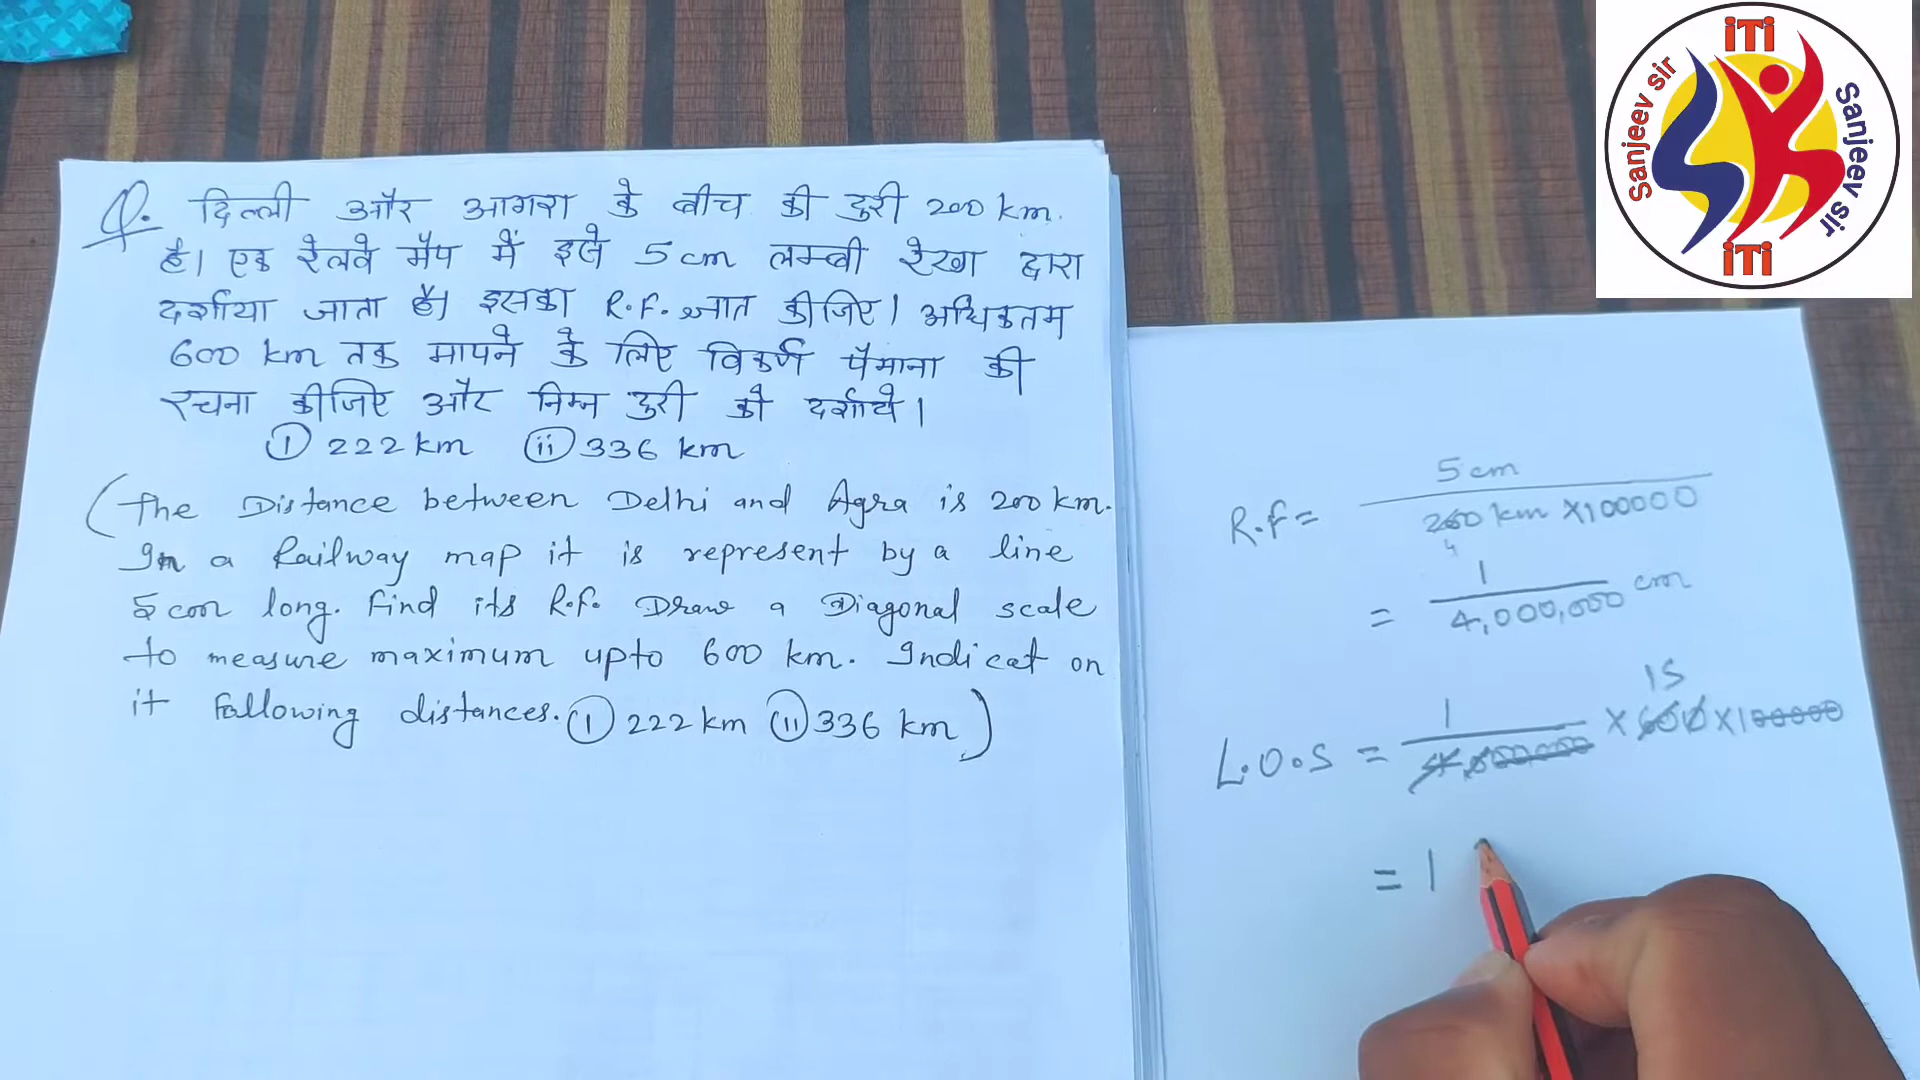 Q. दिल्ली और आगरा के बीच की दुरी 200 km.
है। एक रेलवे मैप में इसे 5 cm लम्बी रेखा द्वारा
दर्शाया जाता है। इसका R.F. ज्ञात कीजिए। अधिकतम
600 km तक मापने के लिए विकर्ण पैमाना की
रचना कीजिए और निम्न दुरी को दर्शाये।
(i) 222 km (ii) 336 km
(The Distance between Delhi and Agra is 200 km.
In a Railway map it is represent by a line
5 cm long. Find its R.F. Draw a Diagonal scale
to measure maximum upto 600 km. Indicat on
it following distances. (i) 222 km (ii) 336 km)
R.F = 5 cm / 200 km × 100000
4
= 1 / 4,000,000 cm
15
L.O.S = 1 / 4,000,000 × 600 × 100000
= 1
iTi
Sanjeev sir
Sanjeev sir
iTi